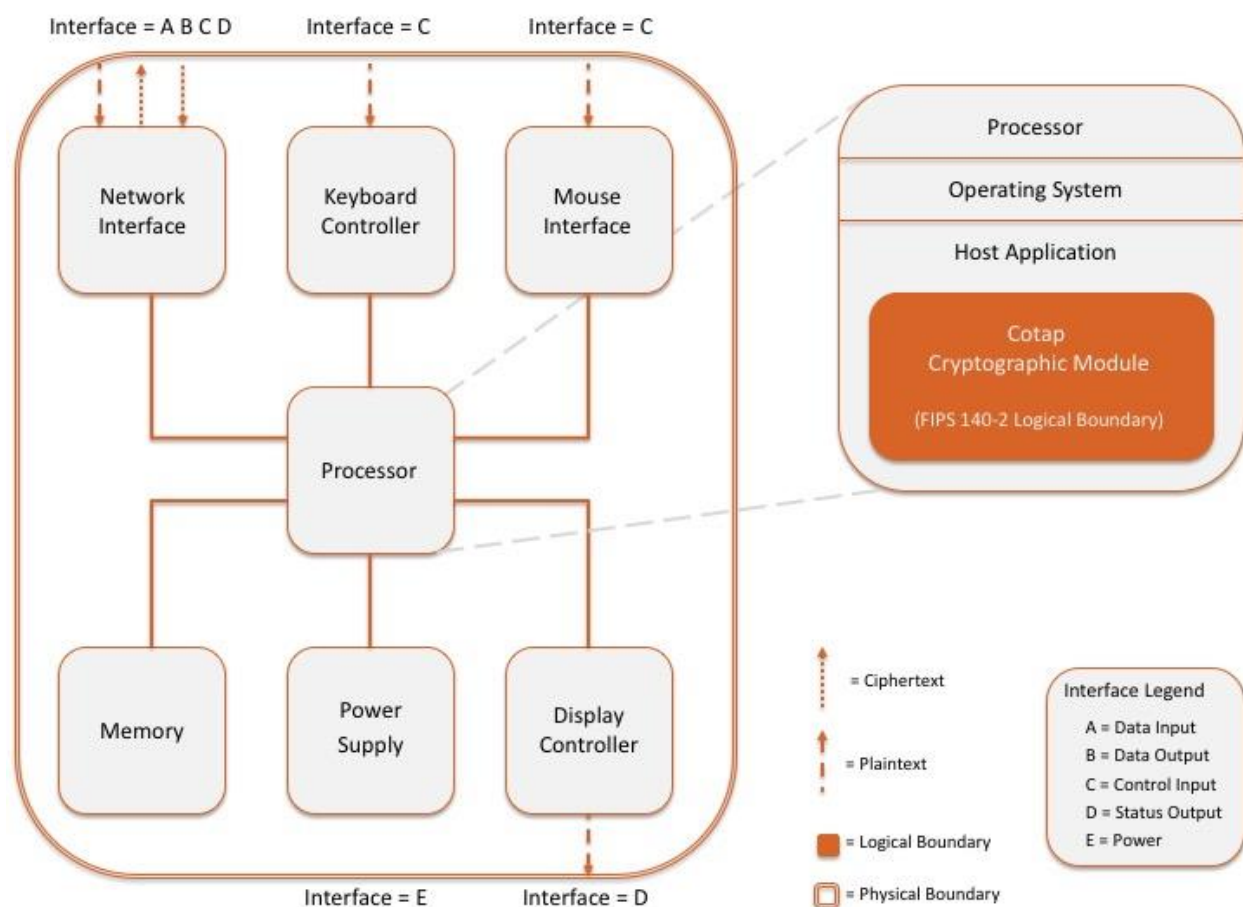 Interface = A B C D
Interface = C
Interface = C
Network
Interface
Keyboard
Controller
Mouse
Interface
Processor
Memory
Power
Supply
Display
Controller
Interface = E
Interface = D
Processor
Operating System
Host Application
Cotap
Cryptographic Module
(FIPS 140-2 Logical Boundary)
= Ciphertext
= Plaintext
= Logical Boundary
= Physical Boundary
Interface Legend
A = Data Input
B = Data Output
C = Control Input
D = Status Output
E = Power